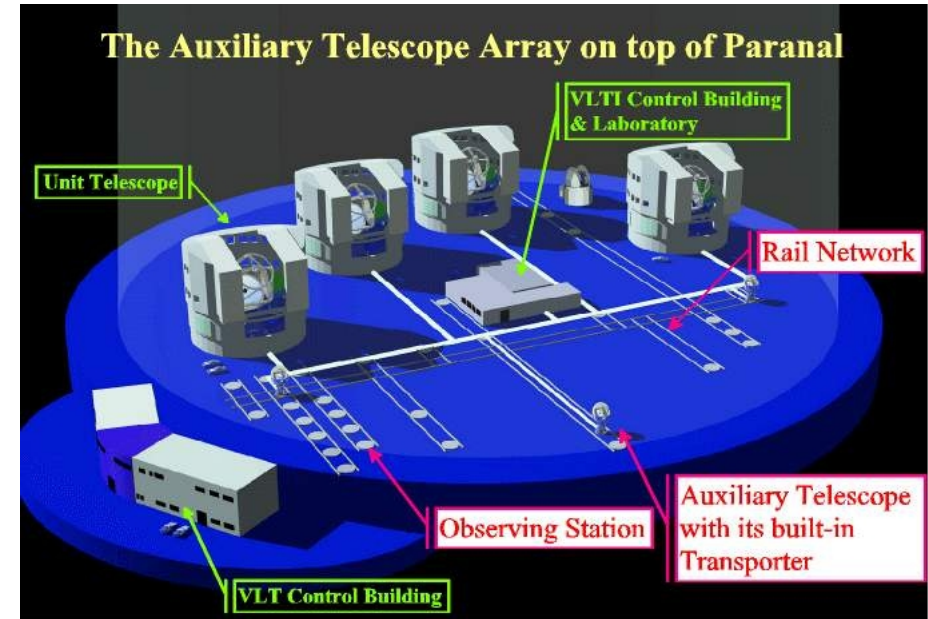 The Auxiliary Telescope Array on top of Paranal
VLTI Control Building
& Laboratory
Unit Telescope
Rail Network
Observing Station
Auxiliary Telescope
with its built-in
Transporter
VLT Control Building